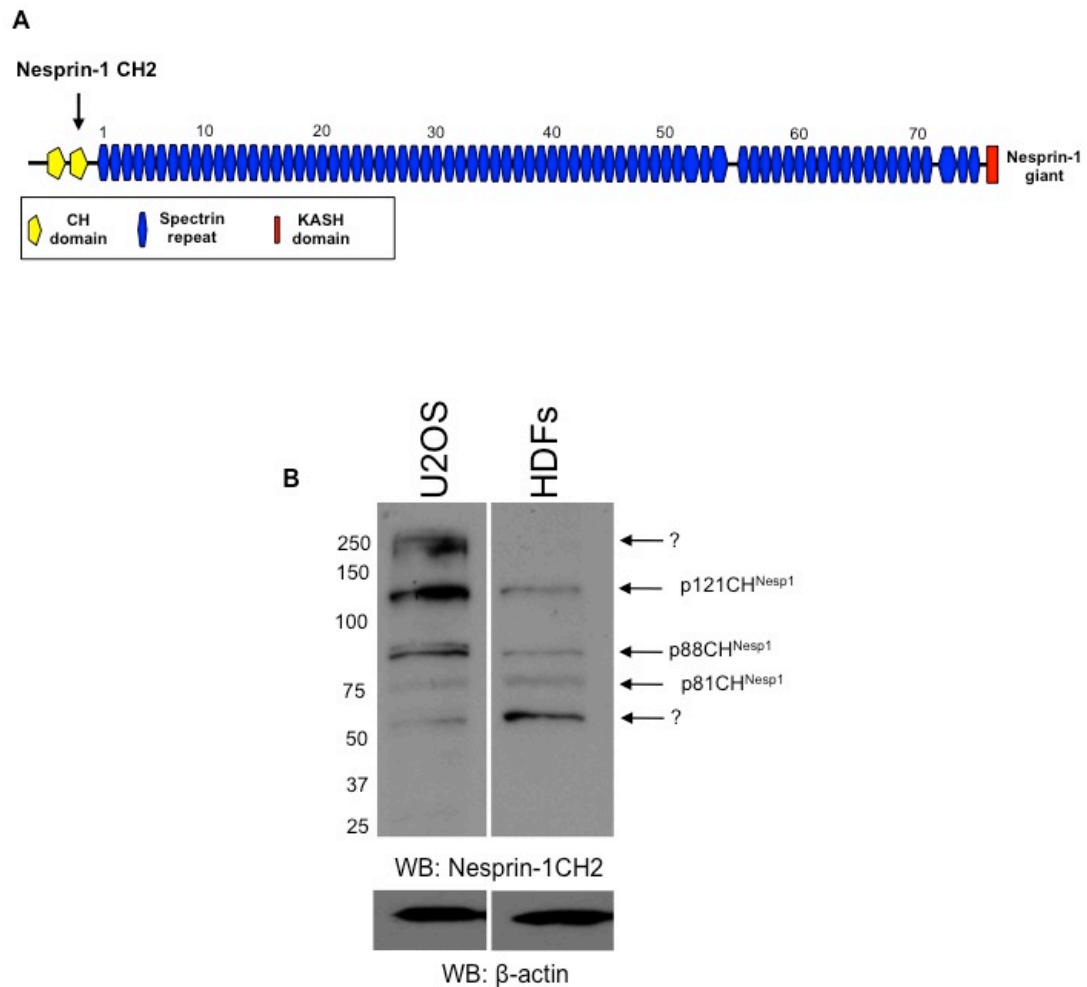 A
Nesprin-1 CH2
1 10 20 30 40 50 60 70
Nesprin-1
giant
CH
domain
Spectrin
repeat
KASH
domain
B
U2OS
HDFs
250
150
100
75
50
37
25
?
p121CHNesp1
p88CHNesp1
p81CHNesp1
?
WB: Nesprin-1CH2
WB: β-actin